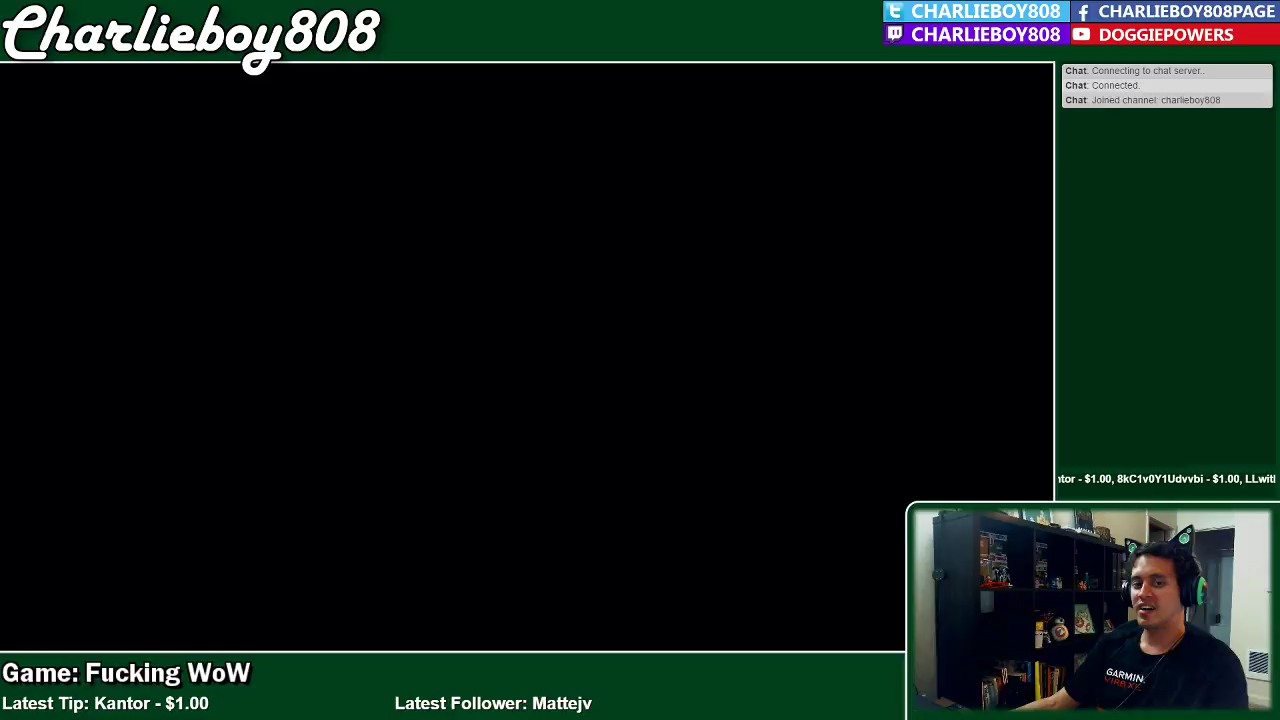 Charlieboy808
CHARLIEBOY808
CHARLIEBOY808PAGE
CHARLIEBOY808
DOGGIEPOWERS
Chat: Connecting to chat server..
Chat: Connected.
Chat: Joined channel: charlieboy808
ntor - $1.00, 8kC1v0Y1Udvvbi - $1.00, LLwitl
GARMIN
Game: Fucking WoW
Latest Tip: Kantor - $1.00
Latest Follower: Mattejv